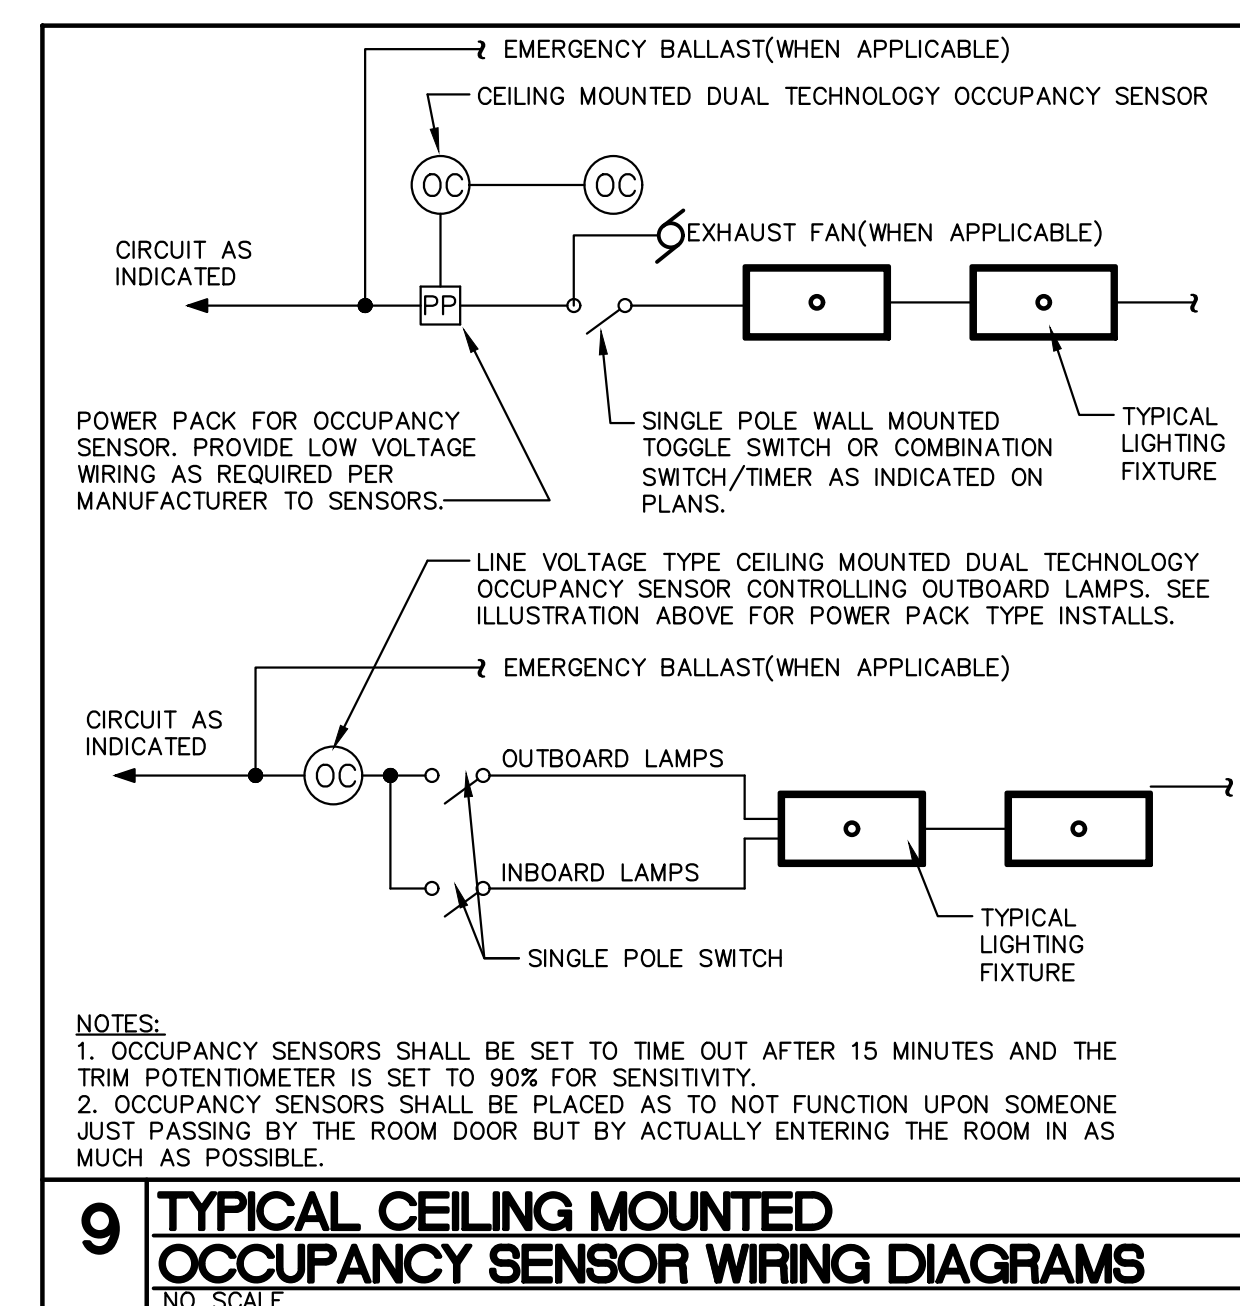 EMERGENCY BALLAST(WHEN APPLICABLE)
CEILING MOUNTED DUAL TECHNOLOGY OCCUPANCY SENSOR
OC
OC
EXHAUST FAN(WHEN APPLICABLE)
CIRCUIT AS
INDICATED
PP
POWER PACK FOR OCCUPANCY
SENSOR. PROVIDE LOW VOLTAGE
WIRING AS REQUIRED PER
MANUFACTURER TO SENSORS.
SINGLE POLE WALL MOUNTED
TOGGLE SWITCH OR COMBINATION
SWITCH/TIMER AS INDICATED ON
PLANS.
TYPICAL
LIGHTING
FIXTURE
LINE VOLTAGE TYPE CEILING MOUNTED DUAL TECHNOLOGY
OCCUPANCY SENSOR CONTROLLING OUTBOARD LAMPS. SEE
ILLUSTRATION ABOVE FOR POWER PACK TYPE INSTALLS.
EMERGENCY BALLAST(WHEN APPLICABLE)
CIRCUIT AS
INDICATED
OC
OUTBOARD LAMPS
INBOARD LAMPS
SINGLE POLE SWITCH
TYPICAL
LIGHTING
FIXTURE
NOTES:
1. OCCUPANCY SENSORS SHALL BE SET TO TIME OUT AFTER 15 MINUTES AND THE
TRIM POTENTIOMETER IS SET TO 90% FOR SENSITIVITY.
2. OCCUPANCY SENSORS SHALL BE PLACED AS TO NOT FUNCTION UPON SOMEONE
JUST PASSING BY THE ROOM DOOR BUT BY ACTUALLY ENTERING THE ROOM IN AS
MUCH AS POSSIBLE.
9
TYPICAL CEILING MOUNTED
OCCUPANCY SENSOR WIRING DIAGRAMS
NO SCALE